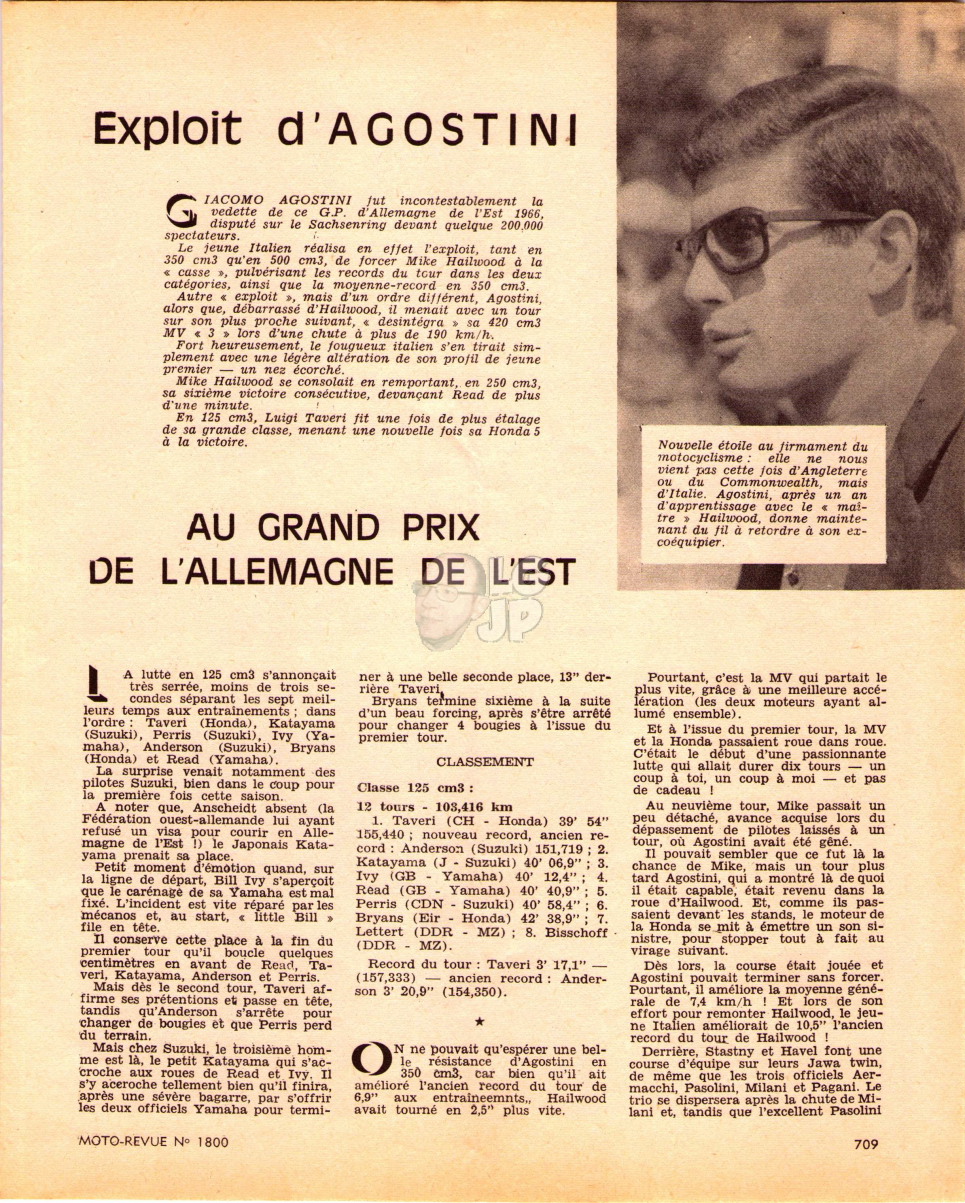 Exploit d'AGOSTINI
GIACOMO AGOSTINI fut incontestablement la
vedette de ce G.P. d'Allemagne de l'Est 1966,
disputé sur le Sachsenring devant quelque 200.000
spectateurs.
Le jeune Italien réalisa en effet l'exploit, tant en
350 cm3 qu'en 500 cm3, de forcer Mike Hailwood à la
« casse », pulvérisant les records du tour dans les deux
catégories, ainsi que la moyenne-record en 350 cm3.
Autre « exploit », mais d'un ordre différent, Agostini,
alors que, débarrassé d'Hailwood, il menait avec un tour
sur son plus proche suivant, « desintégra » sa 420 cm3
MV « 3 » lors d'une chute à plus de 190 km/h.
Fort heureusement, le fougueux italien s'en tirait sim-
plement avec une légère altération de son profil de jeune
premier — un nez écorché.
Mike Hailwood se consolait en remportant, en 250 cm3,
sa sixième victoire consécutive, devançant Read de plus
d'une minute.
En 125 cm3, Luigi Taveri fit une fois de plus étalage
de sa grande classe, menant une nouvelle fois sa Honda 5
à la victoire.
Nouvelle étoile au firmament du
motocyclisme : elle ne nous
vient pas cette fois d'Angleterre
ou du Commonwealth, mais
d'Italie. Agostini, après un an
d'apprentissage avec le « maî-
tre » Hailwood, donne mainte-
nant du fil à retordre à son ex-
coéquipier.
AU GRAND PRIX
DE L'ALLEMAGNE DE L'EST
LO
JP
LA lutte en 125 cm3 s'annonçait
très serrée, moins de trois se-
condes séparant les sept meil-
leurs temps aux entraînements ; dans
l'ordre : Taveri (Honda), Katayama
(Suzuki), Perris (Suzuki), Ivy (Ya-
maha), Anderson (Suzuki), Bryans
(Honda) et Read (Yamaha).
La surprise venait notamment des
pilotes Suzuki, bien dans le coup pour
la première fois cette saison.
A noter que, Anscheidt absent (la
Fédération ouest-allemande lui ayant
refusé un visa pour courir en Alle-
magne de l'Est !) le Japonais Kata-
yama prenait sa place.
Petit moment d'émotion quand, sur
la ligne de départ, Bill Ivy s'aperçoit
que le carénage de sa Yamaha est mal
fixé. L'incident est vite réparé par les
mécanos et, au start, « little Bill »
file en tête.
Il conserve cette place à la fin du
premier tour qu'il boucle quelques
centimètres en avant de Read, Ta-
veri, Katayama, Anderson et Perris.
Mais dès le second tour, Taveri af-
firme ses prétentions et passe en tête,
tandis qu'Anderson s'arrête pour
changer de bougies et que Perris perd
du terrain.
Mais chez Suzuki, le troisième hom-
me est là, le petit Katayama qui s'ac-
croche aux roues de Read et Ivy. Il
s'y accroche tellement bien qu'il finira,
après une sévère bagarre, par s'offrir
les deux officiels Yamaha pour termi-
ner à une belle seconde place, 13" der-
rière Taveri.
Bryans termine sixième à la suite
d'un beau forcing, après s'être arrêté
pour changer 4 bougies à l'issue du
premier tour.
CLASSEMENT
Classe 125 cm3 :
12 tours - 103,416 km
1. Taveri (CH - Honda) 39' 54"
155,440 ; nouveau record, ancien re-
cord : Anderson (Suzuki) 151,719 ; 2.
Katayama (J - Suzuki) 40' 06,9" ; 3.
Ivy (GB - Yamaha) 40' 12,4" ; 4.
Read (GB - Yamaha) 40' 40,9" ; 5.
Perris (CDN - Suzuki) 40' 58,4" ; 6.
Bryans (Eir - Honda) 42' 38,9" ; 7.
Lettert (DDR - MZ) ; 8. Bisschoff
(DDR - MZ).
Record du tour : Taveri 3' 17,1" —
(157,333) — ancien record : Ander-
son 3' 20,9" (154,350).
★
ON ne pouvait qu'espérer une bel-
le résistance d'Agostini en
350 cm3, car bien qu'il ait
amélioré l'ancien record du tour de
6,9" aux entraîneemnts,, Hailwood
avait tourné en 2,5" plus vite.
Pourtant, c'est la MV qui partait le
plus vite, grâce à une meilleure accé-
lération (les deux moteurs ayant al-
lumé ensemble).
Et à l'issue du premier tour, la MV
et la Honda passaient roue dans roue.
C'était le début d'une passionnante
lutte qui allait durer dix tours — un
coup à toi, un coup à moi — et pas
de cadeau !
Au neuvième tour, Mike passait un
peu détaché, avance acquise lors du
dépassement de pilotes laissés à un
tour, où Agostini avait été gêné.
Il pouvait sembler que ce fut là la
chance de Mike, mais un tour plus
tard Agostini, qui a montré là de quoi
il était capable, était revenu dans la
roue d'Hailwood. Et, comme ils pas-
saient devant les stands, le moteur de
la Honda se mit à émettre un son si-
nistre, pour stopper tout à fait au
virage suivant.
Dès lors, la course était jouée et
Agostini pouvait terminer sans forcer.
Pourtant, il améliore la moyenne géné-
rale de 7,4 km/h ! Et lors de son
effort pour remonter Hailwood, le jeu-
ne Italien améliorait de 10,5" l'ancien
record du tour de Hailwood !
Derrière, Stastny et Havel font une
course d'équipe sur leurs Jawa twin,
de même que les trois officiels Aer-
macchi, Pasolini, Milani et Pagani. Le
trio se dispersera après la chute de Mi-
lani et, tandis que l'excellent Pasolini
MOTO-REVUE No 1800
709